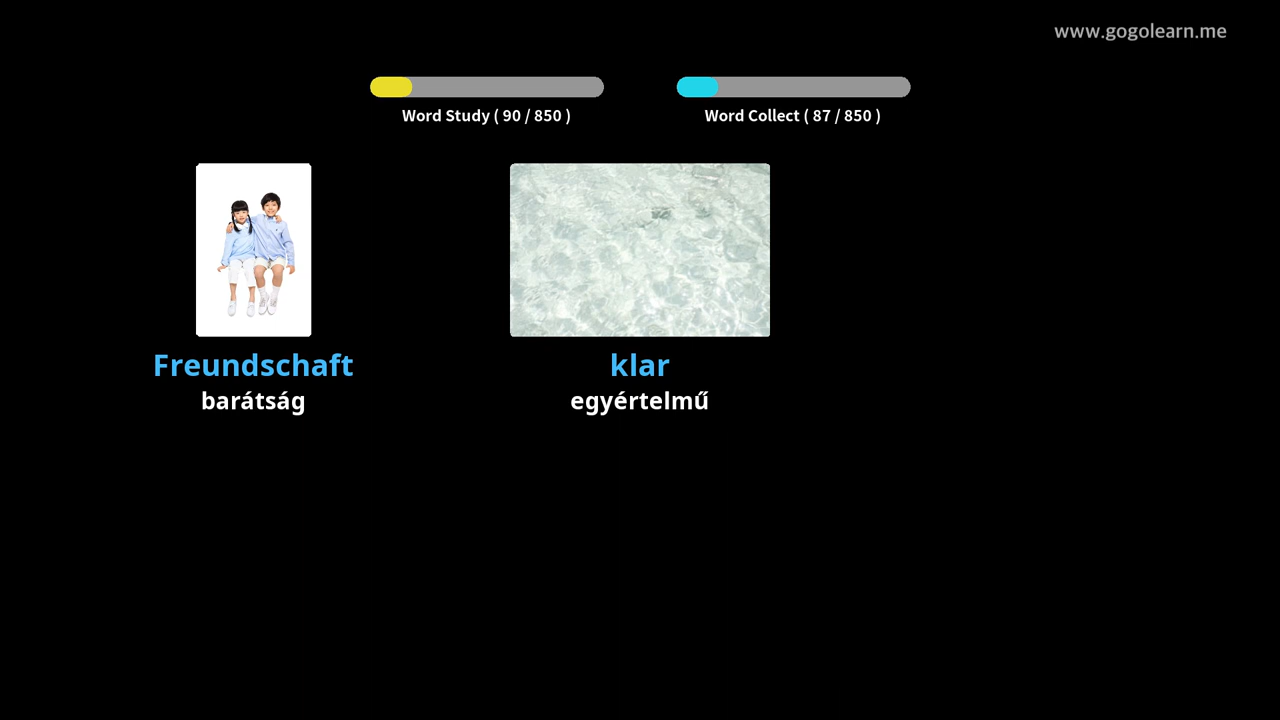 www.gogolearn.me
Word Study ( 90 / 850 )
Word Collect ( 87 / 850 )
Freundschaft
barátság
klar
egyértelmű